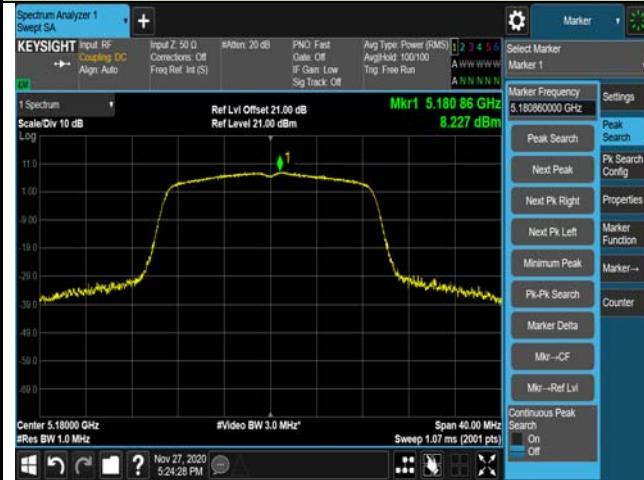 Spectrum Analyzer 1
Swept SA
KEYSIGHT
Input: RF
Coupling: DC
Align: Auto
Input Z: 50 Ω
Corrections: Off
Freq Ref: Int (S)
#Atten: 20 dB
PNO: Fast
Gate: Off
IF Gain: Low
Sig Track: Off
Avg Type: Power (RMS)
Avg|Hold: 100/100
Trig: Free Run
1 2 3 4 5 6
A W W W W W
A N N N N N
1 Spectrum
Scale/Div 10 dB
Ref Lvl Offset 21.00 dB
Ref Level 21.00 dBm
Mkr1 5.180 86 GHz
8.227 dBm
Log
1
11.0
1.00
-9.00
-19.0
-29.0
-39.0
-49.0
-59.0
-69.0
Center 5.18000 GHz
#Res BW 1.0 MHz
#Video BW 3.0 MHz*
Span 40.00 MHz
Sweep 1.07 ms (2001 pts)
Nov 27, 2020
5:24:28 PM
Marker
Select Marker
Marker 1
Marker Frequency
5.180860000 GHz
Peak Search
Next Peak
Next Pk Right
Next Pk Left
Minimum Peak
Pk-Pk Search
Marker Delta
Mkr→CF
Mkr→Ref Lvl
Continuous Peak
Search
On
Off
Settings
Peak
Search
Pk Search
Config
Properties
Marker
Function
Marker→
Counter